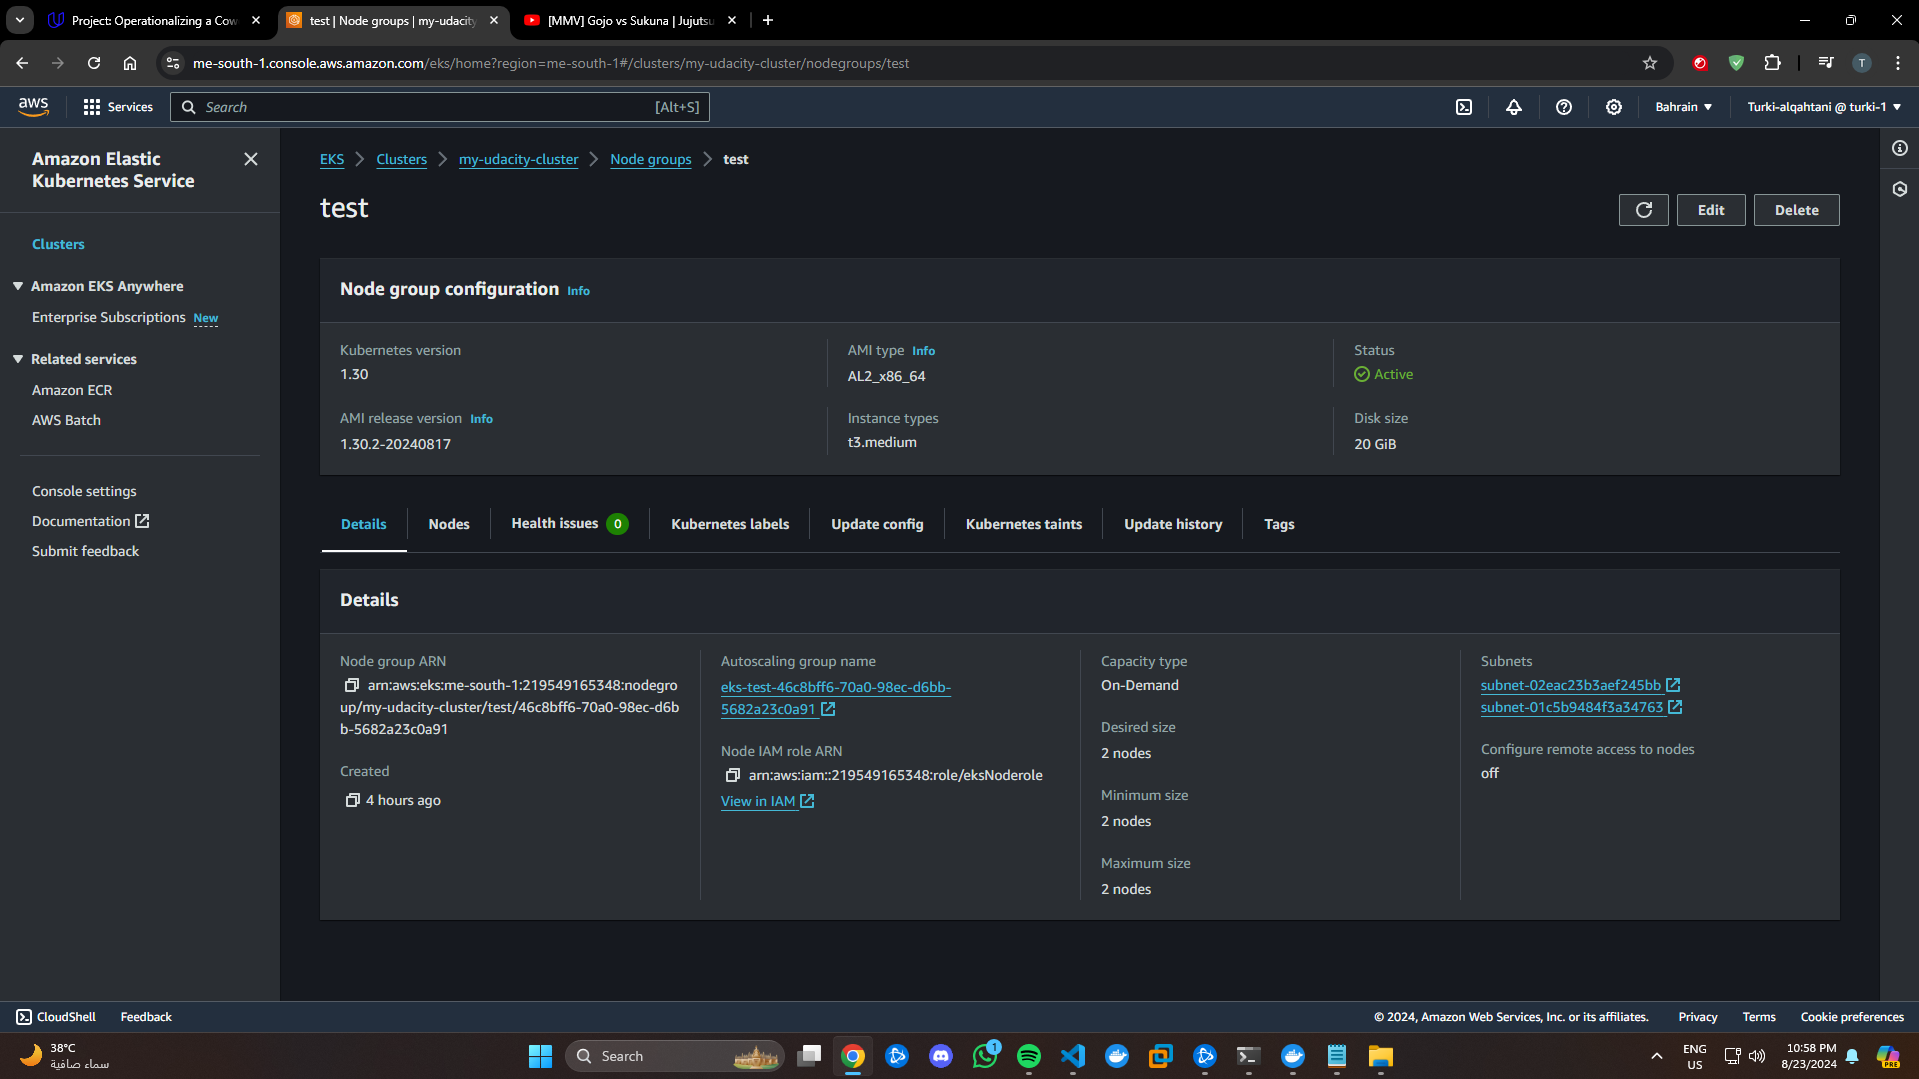 Project: Operationalizing a Cow
test | Node groups | my-udacity
[MMV] Gojo vs Sukuna | Jujutsu
me-south-1.console.aws.amazon.com/eks/home?region=me-south-1#/clusters/my-udacity-cluster/nodegroups/test
T
aws
Services
Search
[Alt+S]
Bahrain
Turki-alqahtani @ turki-1
Amazon Elastic
Kubernetes Service
Clusters
Amazon EKS Anywhere
Enterprise Subscriptions New
Related services
Amazon ECR
AWS Batch
Console settings
Documentation
Submit feedback
EKS
Clusters
my-udacity-cluster
Node groups
test
test
Edit
Delete
Node group configuration Info
Kubernetes version
1.30
AMI type Info
AL2_x86_64
Status
Active
AMI release version Info
1.30.2-20240817
Instance types
t3.medium
Disk size
20 GiB
Details
Nodes
Health issues 0
Kubernetes labels
Update config
Kubernetes taints
Update history
Tags
Details
Node group ARN
arn:aws:eks:me-south-1:219549165348:nodegro
up/my-udacity-cluster/test/46c8bff6-70a0-98ec-d6b
b-5682a23c0a91
Created
4 hours ago
Autoscaling group name
eks-test-46c8bff6-70a0-98ec-d6bb-
5682a23c0a91
Node IAM role ARN
arn:aws:iam::219549165348:role/eksNoderole
View in IAM
Capacity type
On-Demand
Desired size
2 nodes
Minimum size
2 nodes
Maximum size
2 nodes
Subnets
subnet-02eac23b3aef245bb
subnet-01c5b9484f3a34763
Configure remote access to nodes
off
CloudShell
Feedback
© 2024, Amazon Web Services, Inc. or its affiliates.
Privacy
Terms
Cookie preferences
38°C
سماء صافية
Search
1
ENG
US
10:58 PM
8/23/2024
PRE